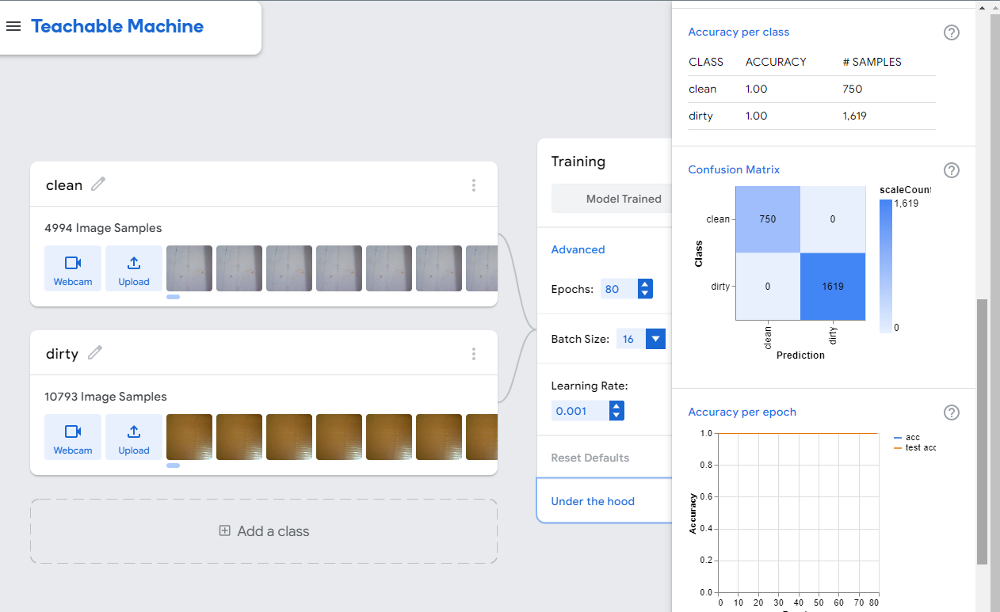 Teachable Machine
clean
4994 Image Samples
Webcam
Upload
dirty
10793 Image Samples
Webcam
Upload
Add a class
Training
Model Trained
Advanced
Epochs: 80
Batch Size: 16
Learning Rate:
0.001
Reset Defaults
Under the hood
Accuracy per class
CLASS ACCURACY # SAMPLES
clean 1.00 750
dirty 1.00 1,619
Confusion Matrix
scaleCount
1,619
0
Class
clean 750 0
dirty 0 1619
clean dirty
Prediction
Accuracy per epoch
acc
test acc
Accuracy
1.0
0.8
0.6
0.4
0.2
0.0
0 10 20 30 40 50 60 70 80